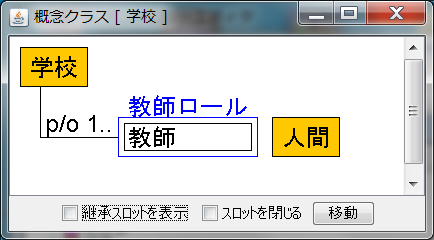 概念クラス [ 学校 ]
学校
教師ロール
p/o 1..
教師
人間
継承スロットを表示
スロットを閉じる
移動